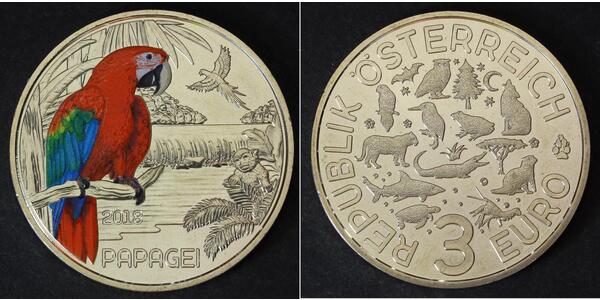 2018
PAPAGEI
REPUBLIK ÖSTERREICH
3 EURO